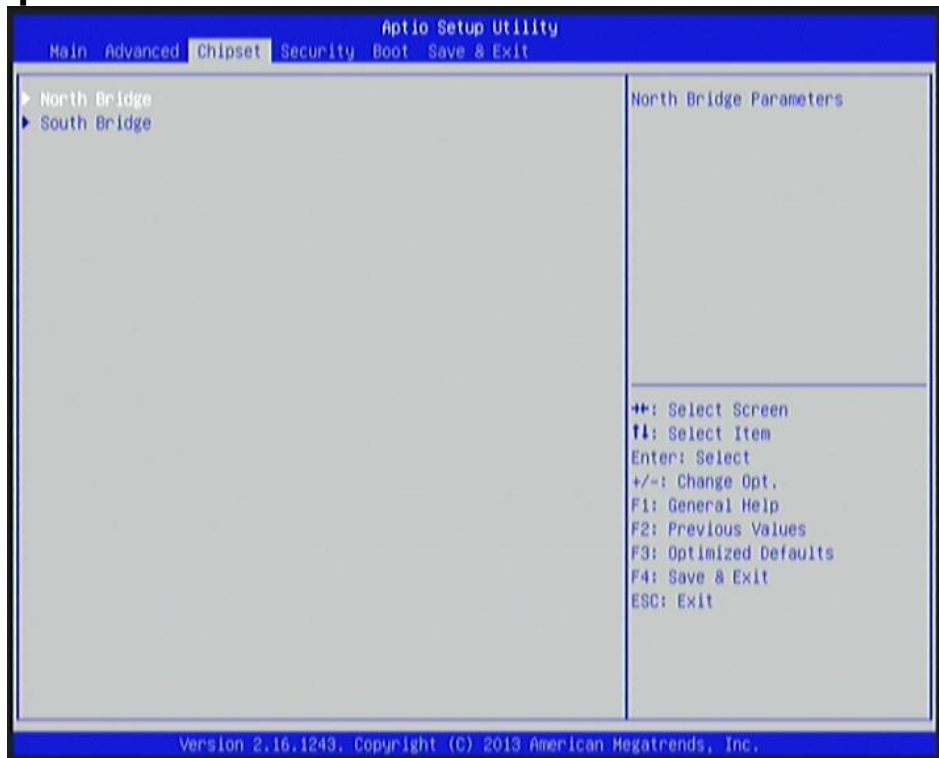 Aptio Setup Utility
Main Advanced Chipset Security Boot Save & Exit
North Bridge
South Bridge
North Bridge Parameters
→←: Select Screen
↑↓: Select Item
Enter: Select
+/-: Change Opt.
F1: General Help
F2: Previous Values
F3: Optimized Defaults
F4: Save & Exit
ESC: Exit
Version 2.16.1243. Copyright (C) 2013 American Megatrends, Inc.